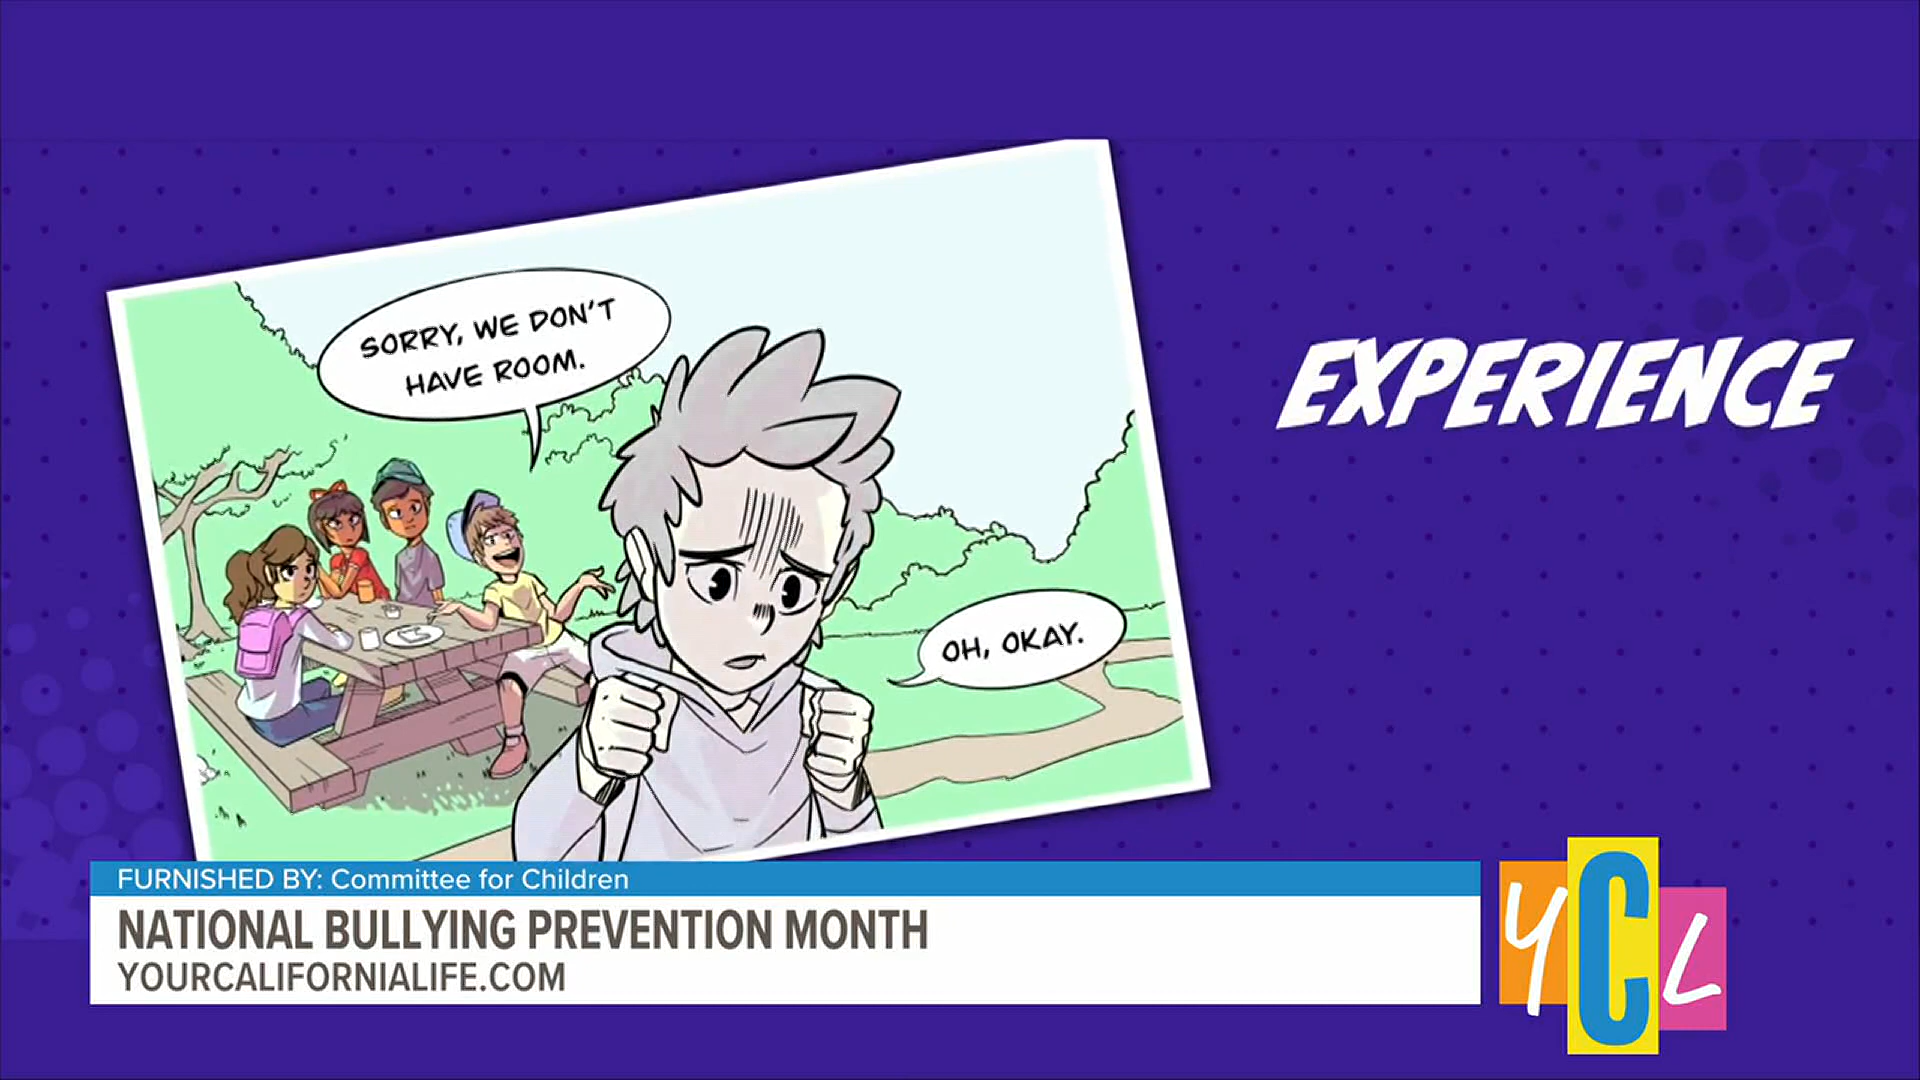 SORRY, WE DON'T
HAVE ROOM.
EXPERIENCE
OH, OKAY.
FURNISHED BY: Committee for Children
NATIONAL BULLYING PREVENTION MONTH
YOURCALIFORNIALIFE.COM
YCL